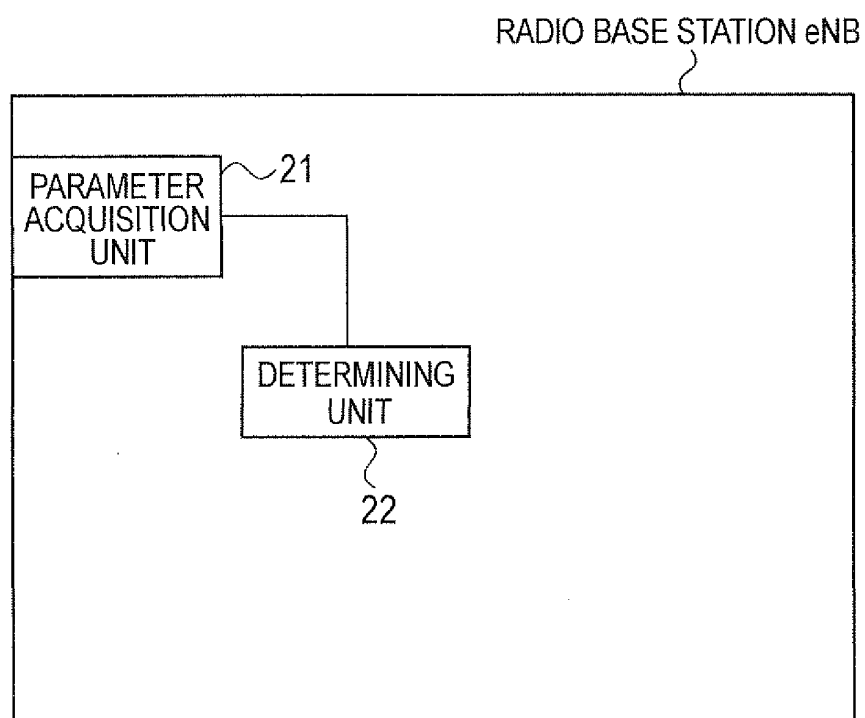 RADIO BASE STATION eNB
21
PARAMETER
ACQUISITION
UNIT
DETERMINING
UNIT
22